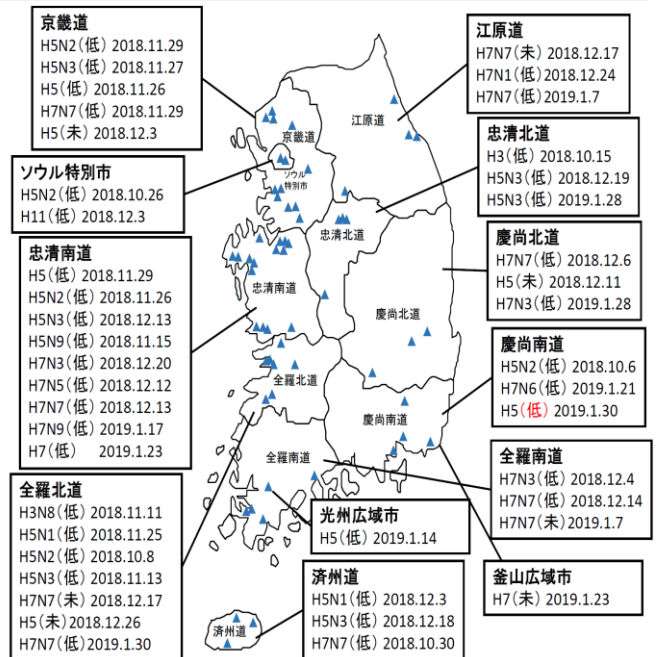 京畿道
H5N2(低) 2018.11.29
H5N3(低) 2018.11.27
H5(低) 2018.11.26
H7N7(低) 2018.11.29
H5(未) 2018.12.3
ソウル特別市
H5N2(低) 2018.10.26
H11(低) 2018.12.3
忠清南道
H5(低) 2018.11.29
H5N2(低) 2018.11.26
H5N3(低) 2018.12.13
H5N9(低) 2018.11.15
H7N3(低) 2018.12.20
H7N5(低) 2018.12.12
H7N7(低) 2018.12.13
H7N9(低) 2019.1.17
H7(低) 2019.1.23
全羅北道
H3N8(低) 2018.11.11
H5N1(低) 2018.11.25
H5N2(低) 2018.10.8
H5N3(低) 2018.11.13
H7N7(未) 2018.12.17
H5(未) 2018.12.26
H7N7(低) 2019.1.30
京畿道
ソウル
特別市
江原道
忠清北道
忠清南道
慶尚北道
全羅北道
慶尚南道
全羅南道
済州道
江原道
H7N7(未) 2018.12.17
H7N1(低) 2018.12.24
H7N7(低) 2019.1.7
忠清北道
H3(低) 2018.10.15
H5N3(低) 2018.12.19
H5N3(低) 2019.1.28
慶尚北道
H7N7(低) 2018.12.6
H5(未) 2018.12.11
H7N3(低) 2019.1.28
慶尚南道
H5N2(低) 2018.10.6
H7N6(低) 2019.1.21
H5(低) 2019.1.30
全羅南道
H7N3(低) 2018.12.4
H7N7(低) 2018.12.14
H7N7(未) 2019.1.7
光州広域市
H5(低) 2019.1.14
釜山広域市
H7(未) 2019.1.23
済州道
H5N1(低) 2018.12.3
H5N3(低) 2018.12.18
H7N7(低) 2018.10.30